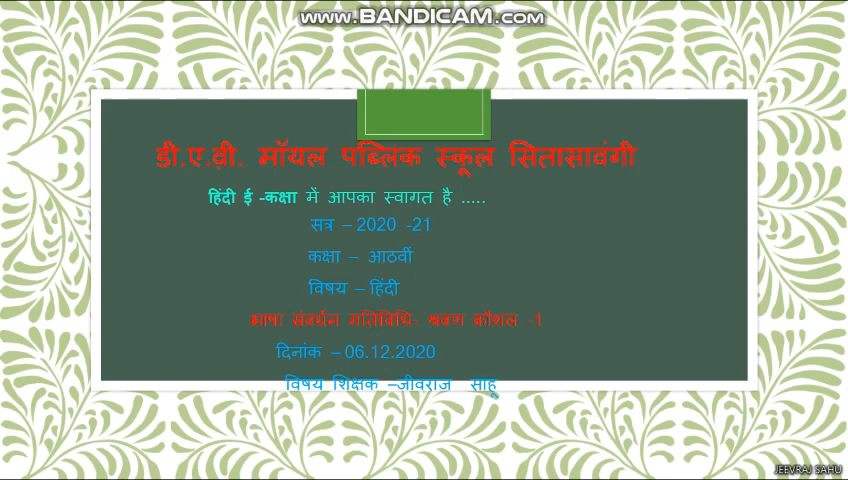 www.BANDICAM.com
डी.ए.वी. मॉयल पब्लिक स्कूल सितासावंगी
हिंदी ई -कक्षा में आपका स्वागत है .....
सत्र – 2020 -21
कक्षा – आठवीं
विषय – हिंदी
भाषा संबर्धन गतिविधि- श्रवण कौशल -1
दिनांक – 06.12.2020
विषय शिक्षक –जीवराज साहू
JEEVRAJ SAHU